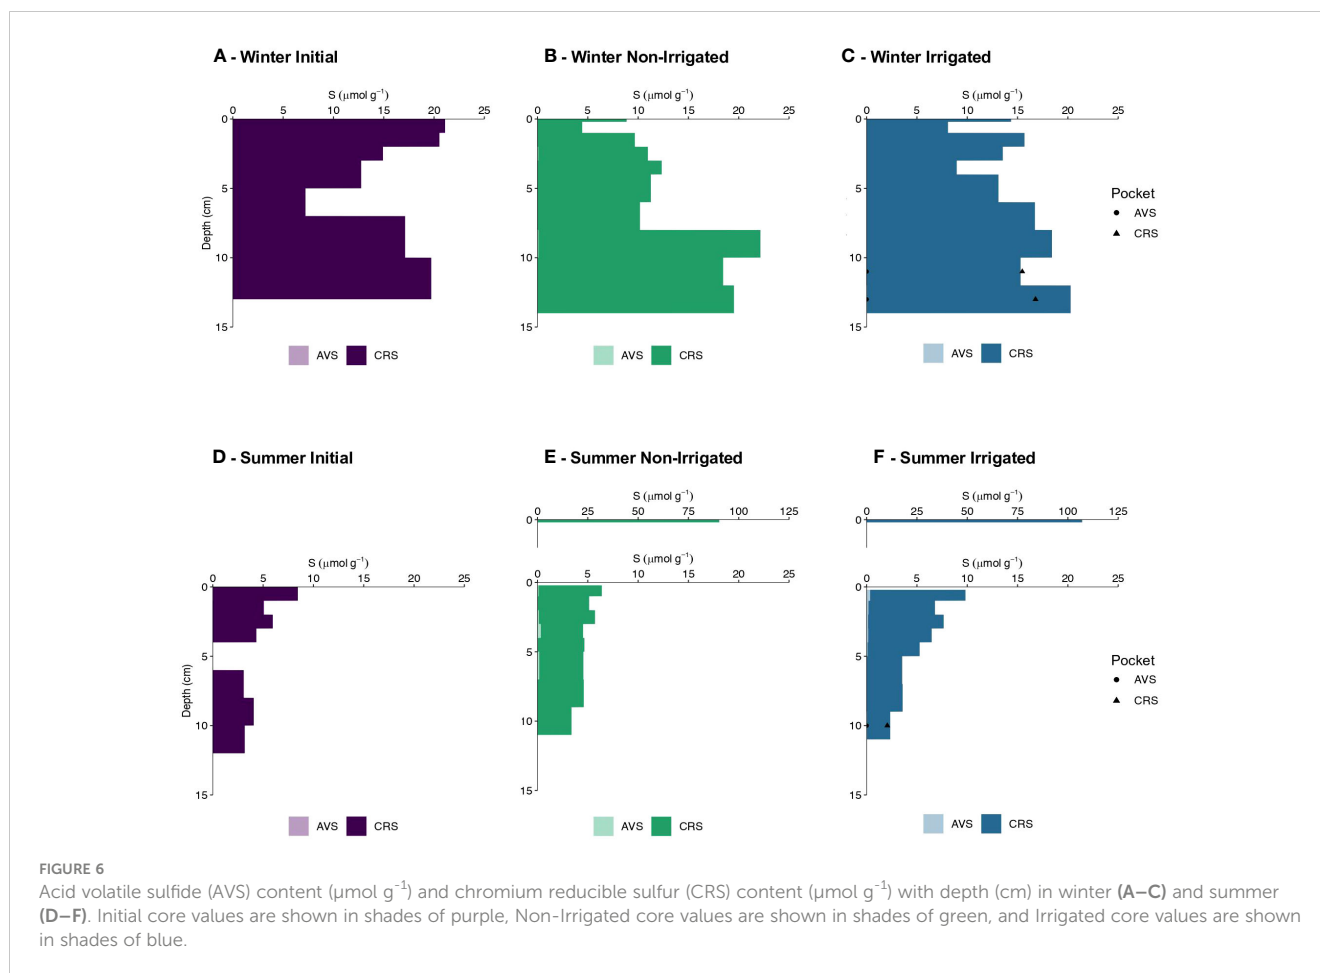 A - Winter Initial
B - Winter Non-Irrigated
C - Winter Irrigated
S (μmol g⁻¹)
S (μmol g⁻¹)
S (μmol g⁻¹)
0 5 10 15 20 25
0 5 10 15 20 25
0 5 10 15 20 25
0
5
10
15
Depth (cm)
0
5
10
15
0
5
10
15
Pocket
AVS
CRS
AVS CRS
AVS CRS
AVS CRS
D - Summer Initial
E - Summer Non-Irrigated
F - Summer Irrigated
S (μmol g⁻¹)
S (μmol g⁻¹)
0 25 50 75 100 125
0 25 50 75 100 125
0
0
S (μmol g⁻¹)
S (μmol g⁻¹)
S (μmol g⁻¹)
0 5 10 15 20 25
0 5 10 15 20 25
0 5 10 15 20 25
0
5
10
15
Depth (cm)
0
5
10
15
0
5
10
15
Pocket
AVS
CRS
AVS CRS
AVS CRS
AVS CRS
FIGURE 6
Acid volatile sulfide (AVS) content (μmol g⁻¹) and chromium reducible sulfur (CRS) content (μmol g⁻¹) with depth (cm) in winter (A–C) and summer
(D–F). Initial core values are shown in shades of purple, Non-Irrigated core values are shown in shades of green, and Irrigated core values are shown
in shades of blue.